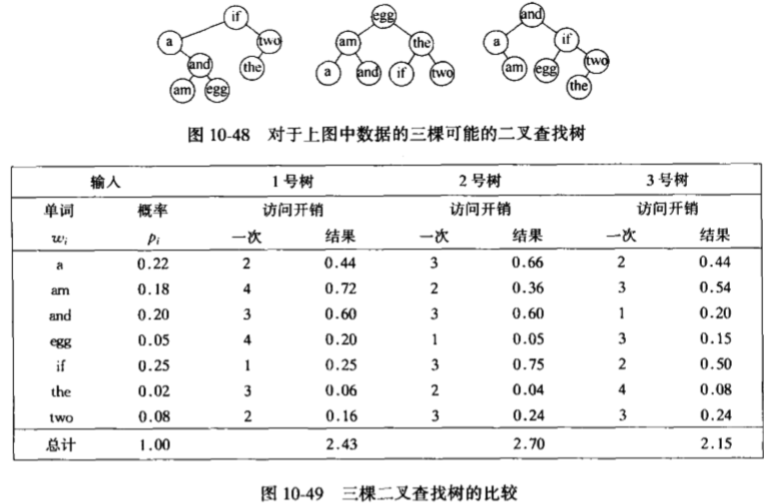 if
a two
and the
am egg
egg
am the
a and if two
and
a if
am egg two
the
图 10-48 对于上图中数据的三棵可能的二叉查找树
输入 1号树 2号树 3号树
单词 概率 访问开销 访问开销 访问开销
wi pi 一次 结果 一次 结果 一次 结果
a 0.22 2 0.44 3 0.66 2 0.44
am 0.18 4 0.72 2 0.36 3 0.54
and 0.20 3 0.60 3 0.60 1 0.20
egg 0.05 4 0.20 1 0.05 3 0.15
if 0.25 1 0.25 3 0.75 2 0.50
the 0.02 3 0.06 2 0.04 4 0.08
two 0.08 2 0.16 3 0.24 3 0.24
总计 1.00 2.43 2.70 2.15
图 10-49 三棵二叉查找树的比较